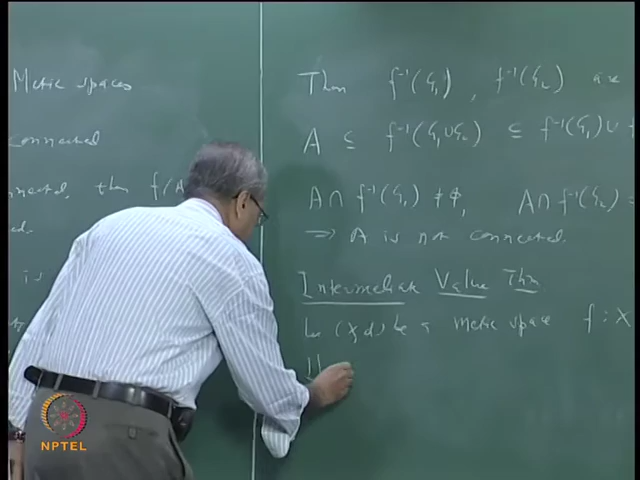 Metric spaces
connected
connected, then f(A
is
Then f⁻¹(G₁), f⁻¹(G₂) are
A ⊆ f⁻¹(G₁∪G₂) ⊆ f⁻¹(G₁)∪ f
A∩ f⁻¹(G₁) ≠ φ, A∩f⁻¹(G₂) ≠
⇒ A is not connected.
Intermediate Value Thm
Let (X,d) be a metric space f: X
NPTEL